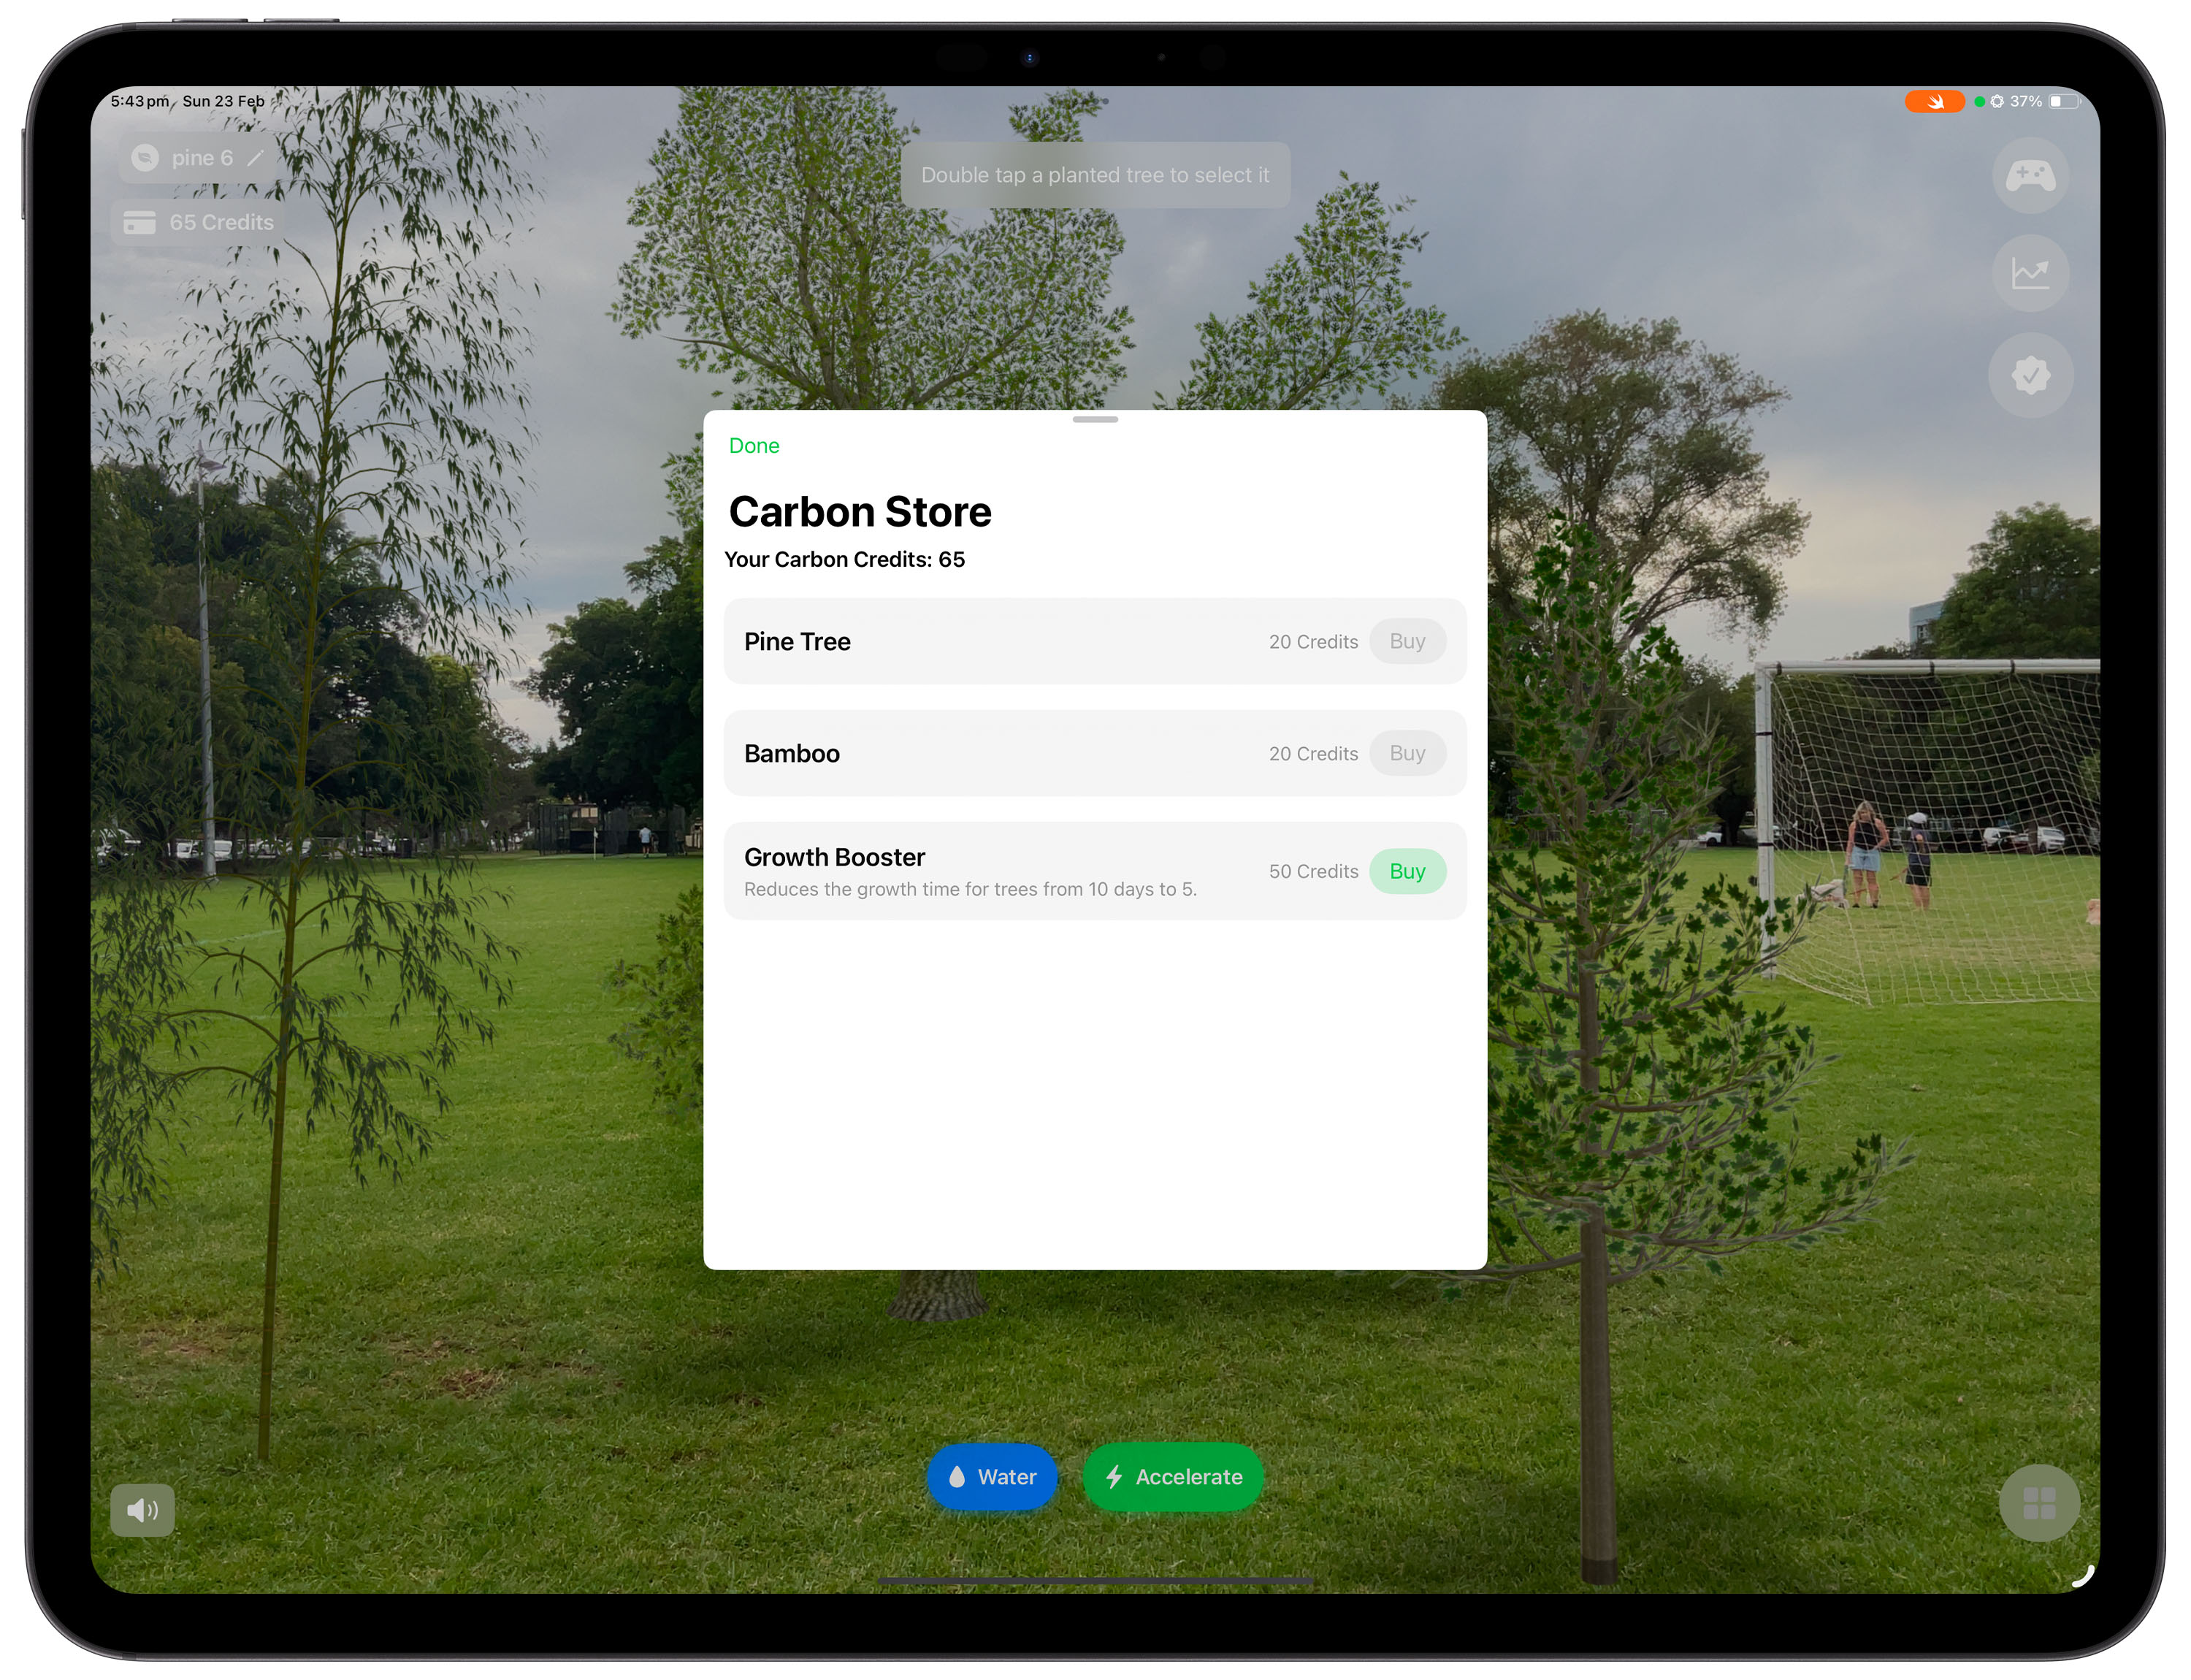 5:43 pm Sun 23 Feb
37%
pine 6
Double tap a planted tree to select it
65 Credits
Done
Carbon Store
Your Carbon Credits: 65
Pine Tree 20 Credits Buy
Bamboo 20 Credits Buy
Growth Booster
Reduces the growth time for trees from 10 days to 5.
50 Credits Buy
Water Accelerate